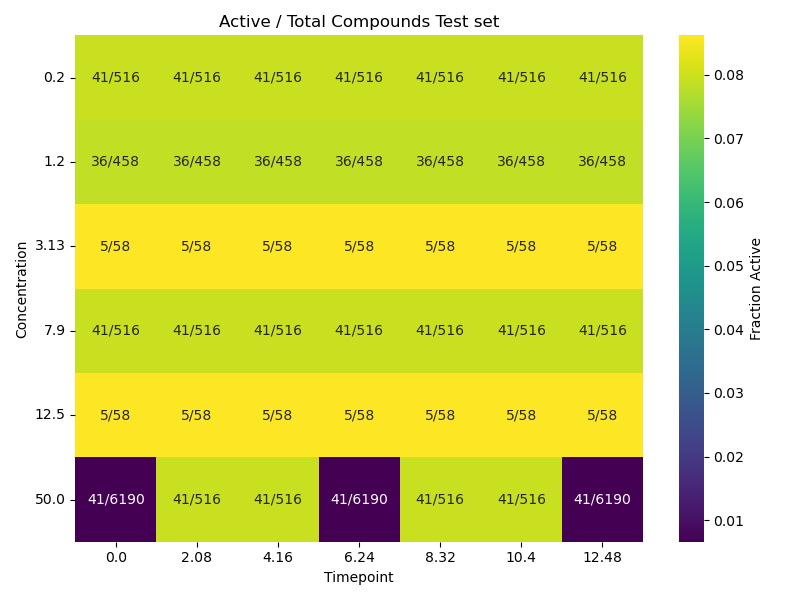 Active / Total Compounds Test set
Concentration
0.2 41/516 41/516 41/516 41/516 41/516 41/516 41/516
1.2 36/458 36/458 36/458 36/458 36/458 36/458 36/458
3.13 5/58 5/58 5/58 5/58 5/58 5/58 5/58
7.9 41/516 41/516 41/516 41/516 41/516 41/516 41/516
12.5 5/58 5/58 5/58 5/58 5/58 5/58 5/58
50.0 41/6190 41/516 41/516 41/6190 41/516 41/516 41/6190
0.0 2.08 4.16 6.24 8.32 10.4 12.48
Timepoint
0.08
0.07
0.06
0.05
0.04
0.03
0.02
0.01
Fraction Active